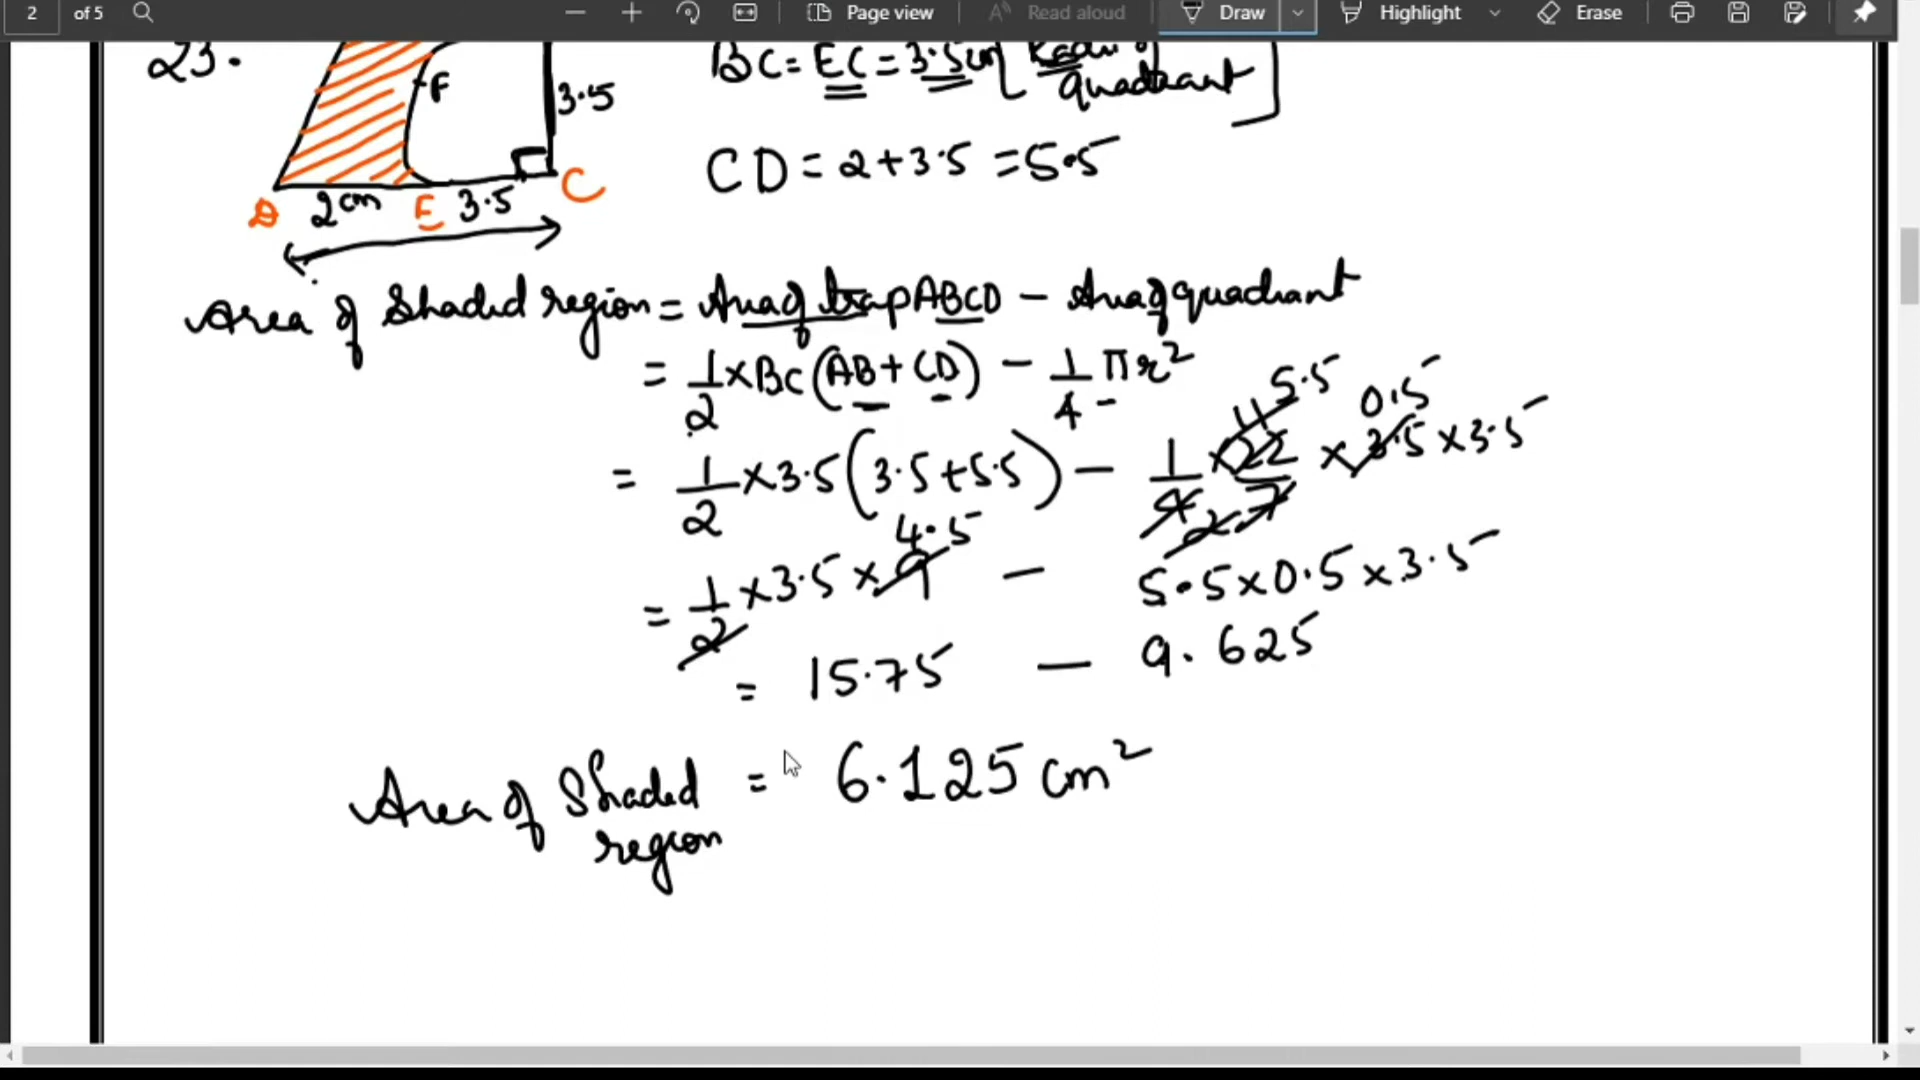 2 of 5 Page view Read aloud Draw Highlight Erase
23.
F
3.5
D 2cm E 3.5 C
BC = EC = 3.5cm [Radii of
quadrant]
CD = 2 + 3.5 = 5.5
Area of Shaded region = Area of trap ABCD - Area of quadrant
= 1/2 × BC (AB + CD) - 1/4 πr²
5.5
11 0.5
= 1/2 × 3.5 (3.5 + 5.5) - 1/4 × 22/7 × 3.5 × 3.5
4.5 2
= 1/2 × 3.5 × 9 - 5.5 × 0.5 × 3.5
= 15.75 - 9.625
Area of Shaded region = 6.125 cm²